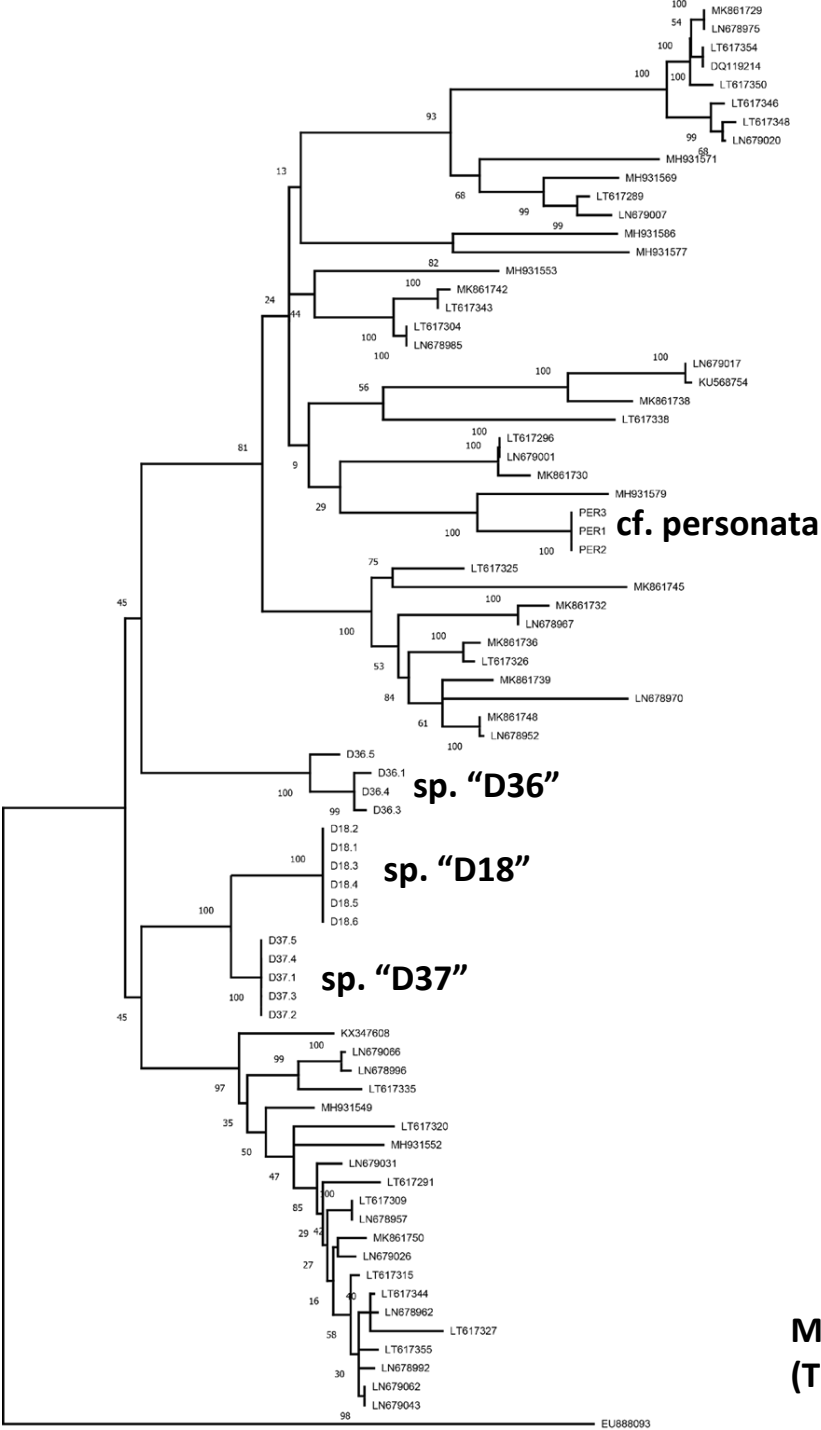 100
MK861729
54
LN678975
100
LT617354
100
100
DQ119214
LT617350
LT617346
93
LT617348
99
LN679020
68
MH931571
13
MH931569
68
LT617289
99
LN679007
99
MH931586
MH931577
82
MH931553
100
MK861742
24
44
LT617343
LT617304
100
LN678985
100
100
LN679017
100
KU568754
56
MK861738
LT617338
100
LT617296
100
81
LN679001
9
MK861730
MH931579
29
PER3
cf. personata
100
PER1
100
PER2
75
LT617325
MK861745
45
100
MK861732
LN678967
100
100
MK861736
LT617326
53
MK861739
84
LN678970
61
MK861748
LN678952
100
D36.5
D36.1
sp. “D36”
100
D36.4
99
D36.3
D18.2
D18.1
100
D18.3
sp. “D18”
D18.4
D18.5
100
D18.6
D37.5
D37.4
D37.1
sp. “D37”
100
D37.3
D37.2
45
KX347608
100
99
LN679066
LN678996
97
LT617335
MH931549
35
LT617320
50
MH931552
LN679031
47
LT617291
100
85
LT617309
LN678957
29
42
MK861750
LN679026
27
LT617315
40
LT617344
16
LN678962
58
LT617327
M
LT617355
30
LN678992
(T
LN679062
LN679043
98
EU888093